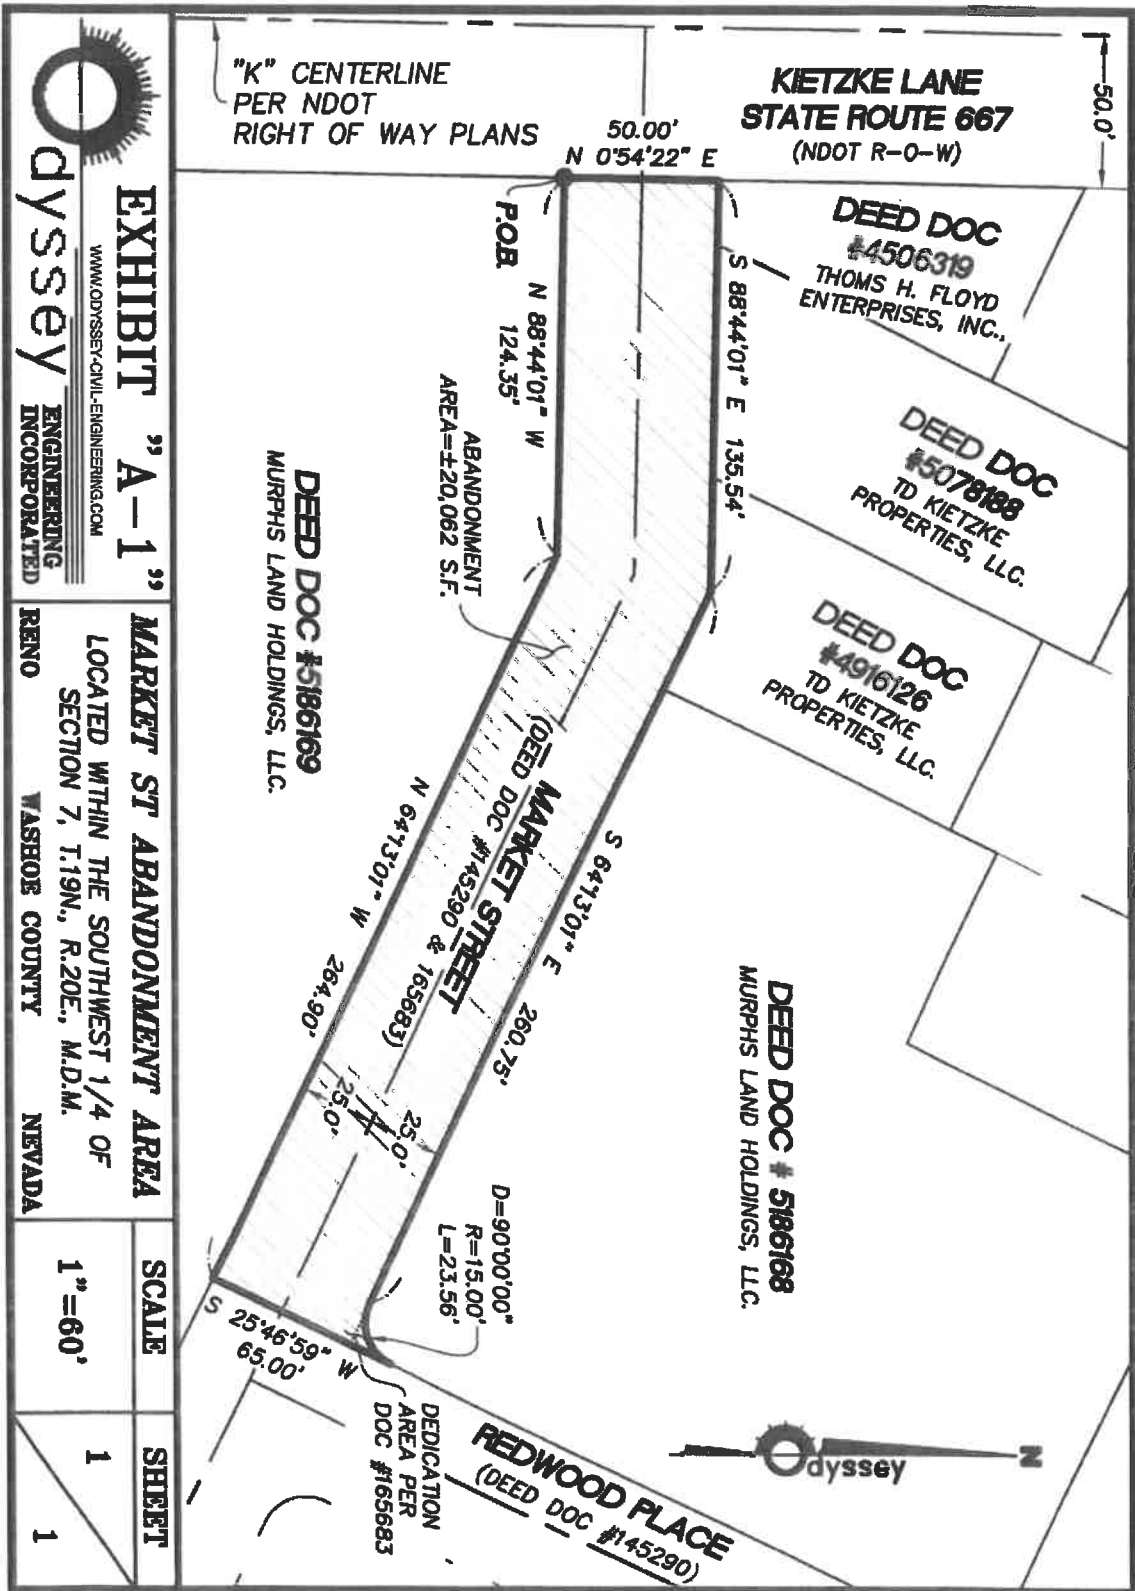 50.0'
KIETZKE LANE
STATE ROUTE 667
(NDOT R-O-W)
"K" CENTERLINE
PER NDOT
RIGHT OF WAY PLANS
50.00'
N 0°54'22" E
P.O.B.
DEED DOC
#4506319
THOMS H. FLOYD
ENTERPRISES, INC.,
S 88°44'01" E 135.54'
N 88°44'01" W
124.35'
DEED DOC
#5078188
TD KIETZKE
PROPERTIES, LLC.
DEED DOC
#4916126
TD KIETZKE
PROPERTIES, LLC.
ABANDONMENT
AREA=±20,062 S.F.
DEED DOC #5186169
MURPHS LAND HOLDINGS, LLC.
MARKET STREET
(DEED DOC #145290 & 165683)
S 64°13'01" E 260.75'
N 64°13'01" W 264.90'
25.0'
25.0'
DEED DOC # 5186168
MURPHS LAND HOLDINGS, LLC.
D=90°00'00"
R=15.00'
L=23.56'
S 25°46'59" W
65.00'
DEDICATION
AREA PER
DOC #165683
REDWOOD PLACE
(DEED DOC #145290)
N
Odyssey
EXHIBIT "A-1"
WWW.ODYSSEY-CIVIL-ENGINEERING.COM
Odyssey
ENGINEERING
INCORPORATED
MARKET ST ABANDONMENT AREA
LOCATED WITHIN THE SOUTHWEST 1/4 OF
SECTION 7, T.19N., R.20E., M.D.M.
RENO WASHOE COUNTY NEVADA
SCALE
1"=60'
SHEET
1
1